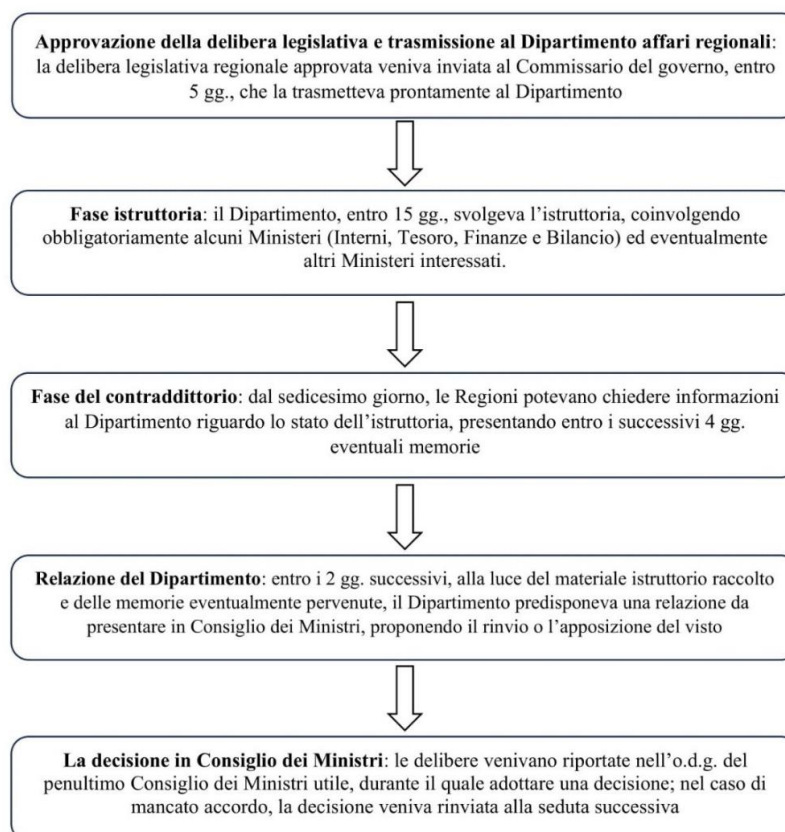 Approvazione della delibera legislativa e trasmissione al Dipartimento affari regionali:
la delibera legislativa regionale approvata veniva inviata al Commissario del governo, entro
5 gg., che la trasmetteva prontamente al Dipartimento
Fase istruttoria: il Dipartimento, entro 15 gg., svolgeva l’istruttoria, coinvolgendo
obbligatoriamente alcuni Ministeri (Interni, Tesoro, Finanze e Bilancio) ed eventualmente
altri Ministeri interessati.
Fase del contraddittorio: dal sedicesimo giorno, le Regioni potevano chiedere informazioni
al Dipartimento riguardo lo stato dell’istruttoria, presentando entro i successivi 4 gg.
eventuali memorie
Relazione del Dipartimento: entro i 2 gg. successivi, alla luce del materiale istruttorio raccolto
e delle memorie eventualmente pervenute, il Dipartimento predisponeva una relazione da
presentare in Consiglio dei Ministri, proponendo il rinvio o l’apposizione del visto
La decisione in Consiglio dei Ministri: le delibere venivano riportate nell’o.d.g. del
penultimo Consiglio dei Ministri utile, durante il quale adottare una decisione; nel caso di
mancato accordo, la decisione veniva rinviata alla seduta successiva